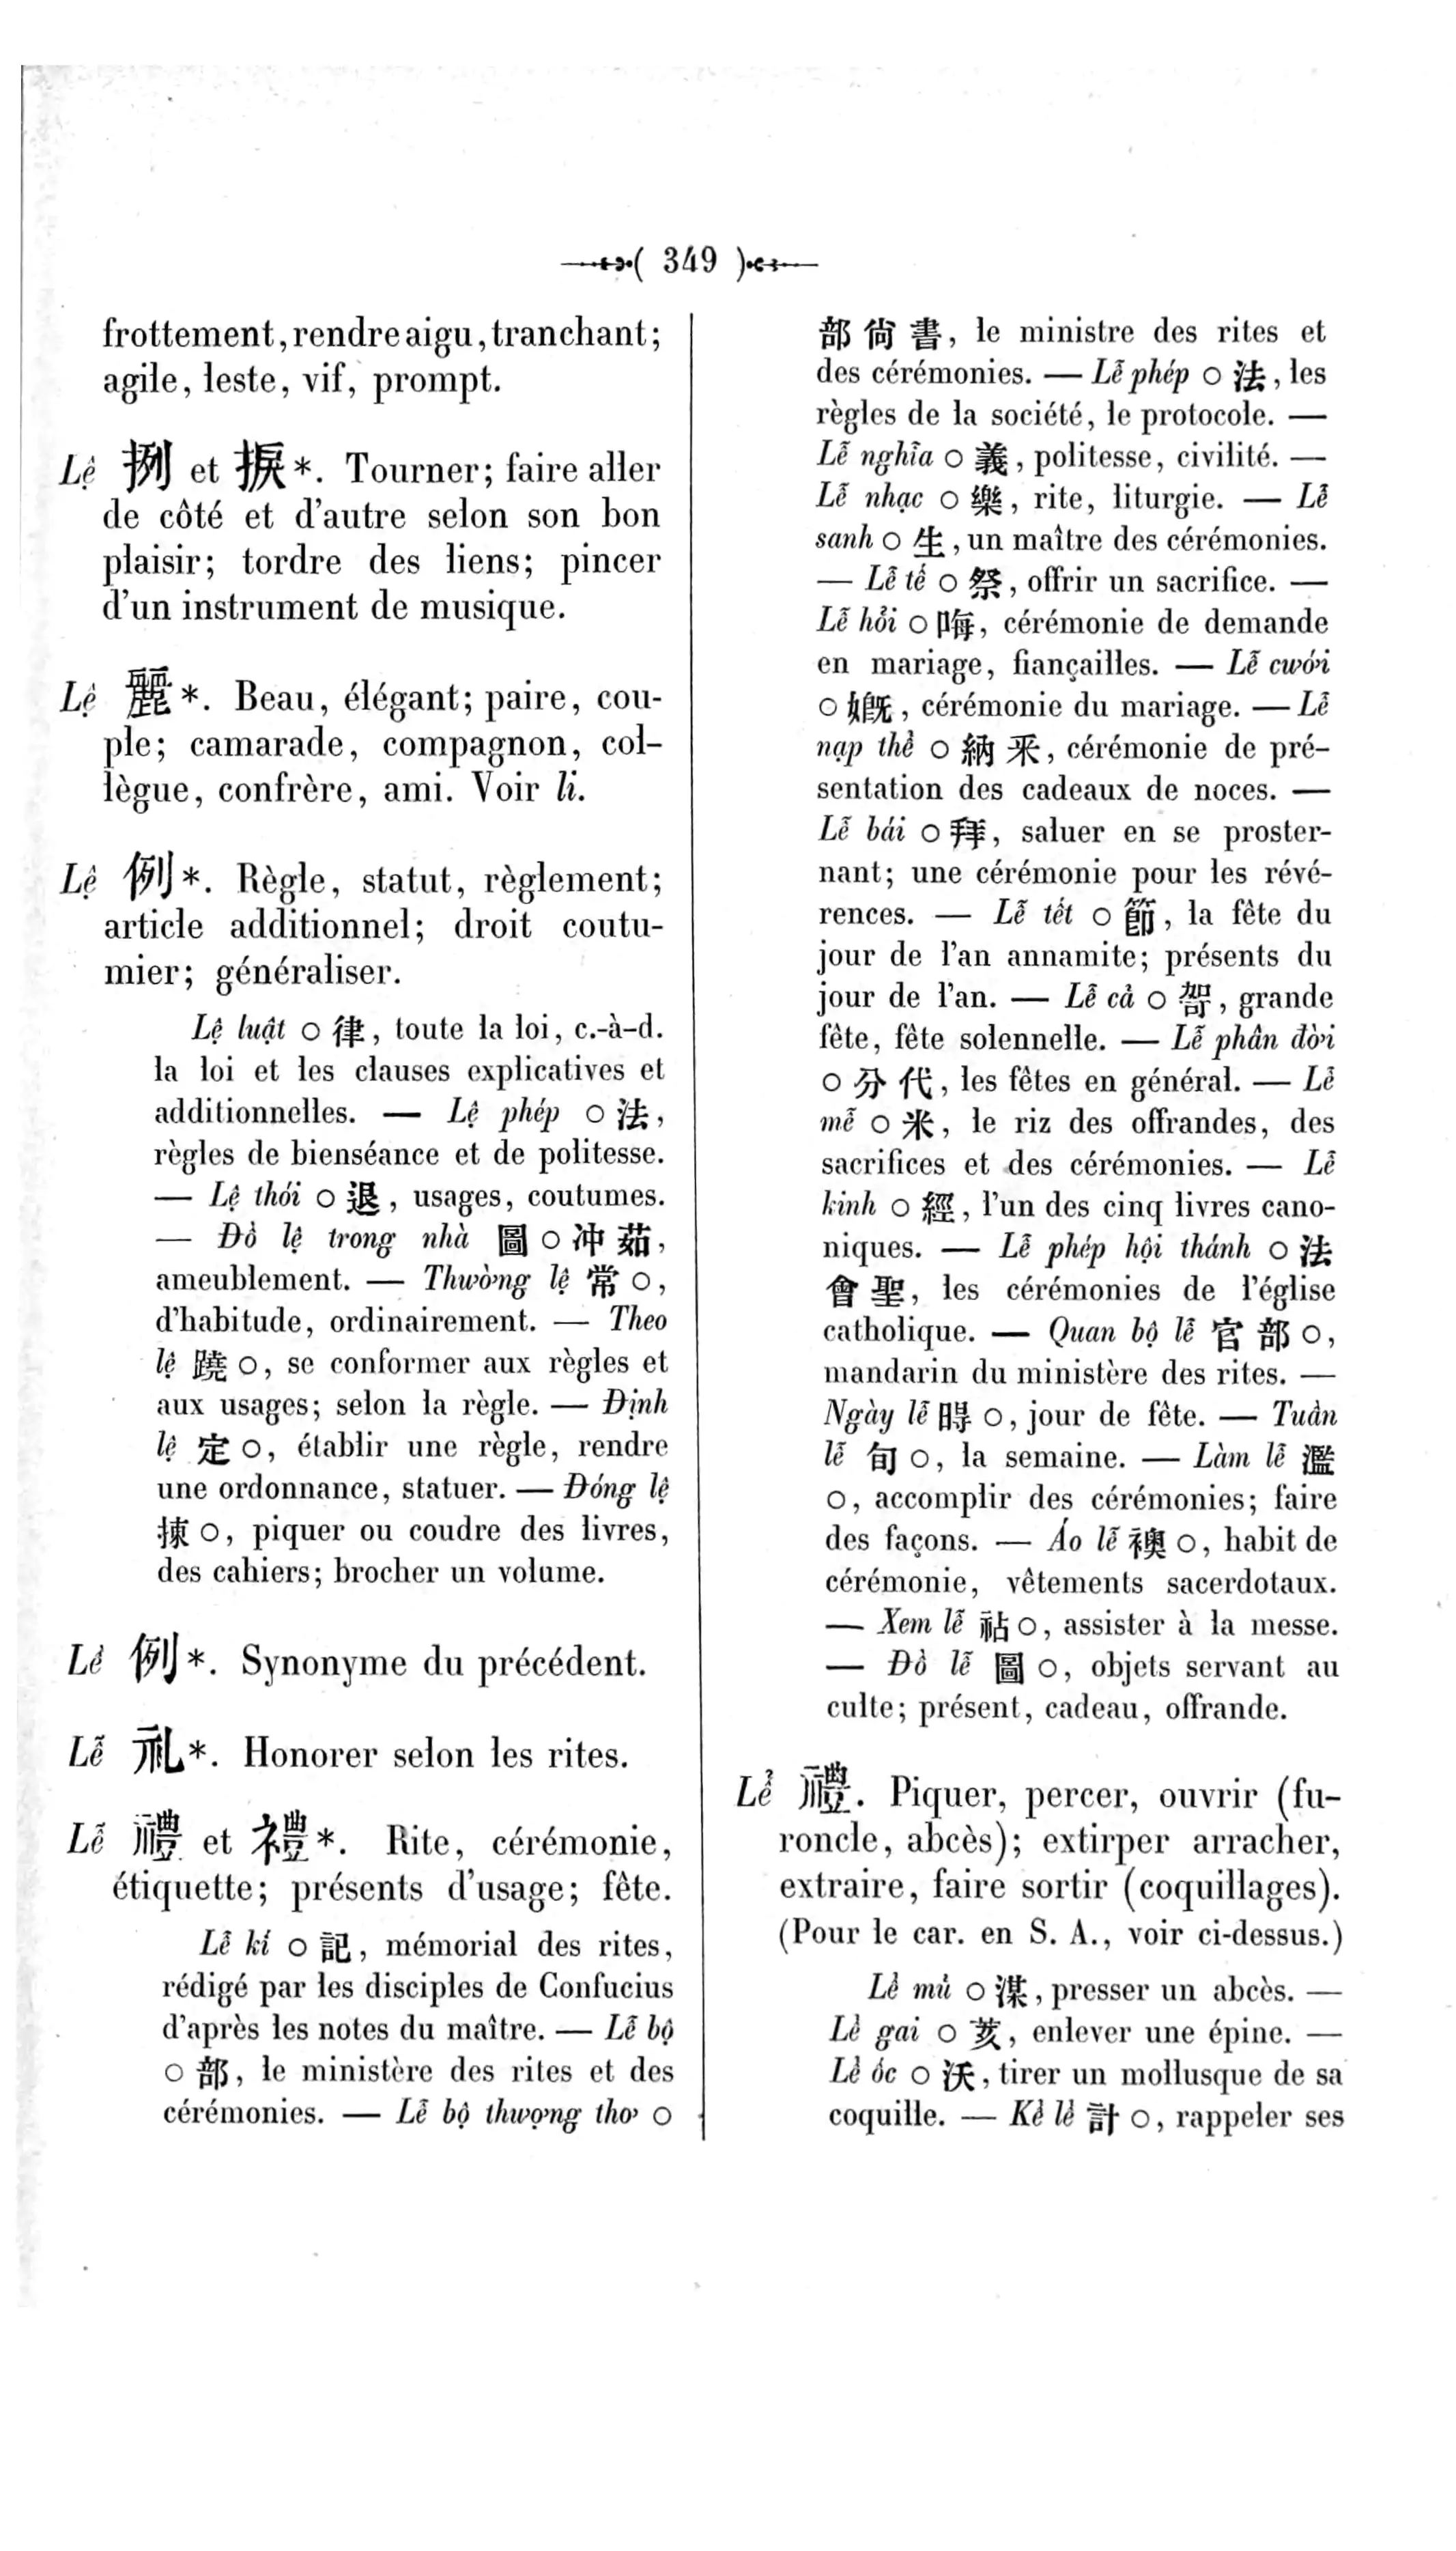 ( 349 )
frottement, rendre aigu, tranchant;
agile, leste, vif, prompt.
Lệ 挒 et 捩 *. Tourner; faire aller
de côté et d'autre selon son bon
plaisir; tordre des liens; pincer
d'un instrument de musique.
Lệ 麗 *. Beau, élégant; paire, cou-
ple; camarade, compagnon, col-
lègue, confrère, ami. Voir li.
Lệ 例 *. Règle, statut, règlement;
article additionnel; droit coutu-
mier; généraliser.
Lệ luật ○ 律, toute la loi, c.-à-d.
la loi et les clauses explicatives et
additionnelles. — Lệ phép ○ 法,
règles de bienséance et de politesse.
— Lệ thói ○ 退, usages, coutumes.
— Đồ lệ trong nhà 圖 ○ 冲 茹,
ameublement. — Thường lệ 常 ○,
d'habitude, ordinairement. — Theo
lệ 蹺 ○, se conformer aux règles et
aux usages; selon la règle. — Định
lệ 定 ○, établir une règle, rendre
une ordonnance, statuer. — Đóng lệ
揀 ○, piquer ou coudre des livres,
des cahiers; brocher un volume.
Lề 例 *. Synonyme du précédent.
Lễ 礼 *. Honorer selon les rites.
Lễ 禮 et 禮 *. Rite, cérémonie,
étiquette; présents d'usage; fête.
Lễ kí ○ 記, mémorial des rites,
rédigé par les disciples de Confucius
d'après les notes du maître. — Lễ bộ
○ 部, le ministère des rites et des
cérémonies. — Lễ bộ thượng thơ ○
部 尙 書, le ministre des rites et
des cérémonies. — Lễ phép ○ 法, les
règles de la société, le protocole. —
Lễ nghĩa ○ 義, politesse, civilité. —
Lễ nhạc ○ 樂, rite, liturgie. — Lễ
sanh ○ 生, un maître des cérémonies.
— Lễ tế ○ 祭, offrir un sacrifice. —
Lễ hỏi ○ 㖼, cérémonie de demande
en mariage, fiançailles. — Lễ cưới
○, cérémonie du mariage. — Lễ
nạp thể ○ 納 采, cérémonie de pré-
sentation des cadeaux de noces. —
Lễ bái ○ 拜, saluer en se proster-
nant; une cérémonie pour les révé-
rences. — Lễ tết ○ 節, la fête du
jour de l'an annamite; présents du
jour de l'an. — Lễ cả ○ 哿, grande
fête, fête solennelle. — Lễ phân đời
○ 分 代, les fêtes en général. — Lễ
mễ ○ 米, le riz des offrandes, des
sacrifices et des cérémonies. — Lễ
kinh ○ 經, l'un des cinq livres cano-
niques. — Lễ phép hội thánh ○ 法
會 聖, les cérémonies de l'église
catholique. — Quan bộ lễ 官 部 ○,
mandarin du ministère des rites. —
Ngày lễ ○, jour de fête. — Tuần
lễ 旬 ○, la semaine. — Làm lễ 濫
○, accomplir des cérémonies; faire
des façons. — Áo lễ 襖 ○, habit de
cérémonie, vêtements sacerdotaux.
— Xem lễ 祜 ○, assister à la messe.
— Đồ lễ 圖 ○, objets servant au
culte; présent, cadeau, offrande.
Lể 禮. Piquer, percer, ouvrir (fu-
roncle, abcès); extirper arracher,
extraire, faire sortir (coquillages).
(Pour le car. en S. A., voir ci-dessus.)
Lể mủ ○ 渫, presser un abcès. —
Lể gai ○ 荄, enlever une épine. —
Lể ốc ○ 沃, tirer un mollusque de sa
coquille. — Kể lể 計 ○, rappeler ses